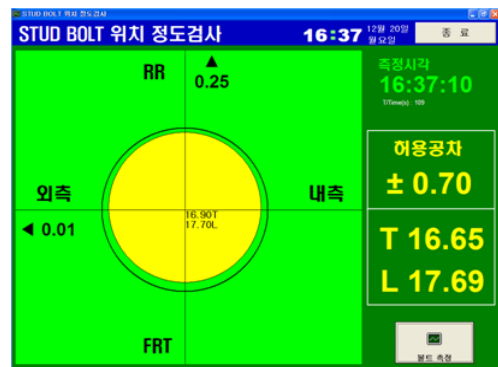 STUD BOLT 위치 정도검사
STUD BOLT 위치 정도검사
16:37
12월 20일
월요일
종 료
RR
▲
0.25
측정시각
16:37:10
T/Time(s) : 109
허용공차
± 0.70
외측
내측
◀ 0.01
16.90T
17.70L
T 16.65
L 17.69
FRT
볼트 측정